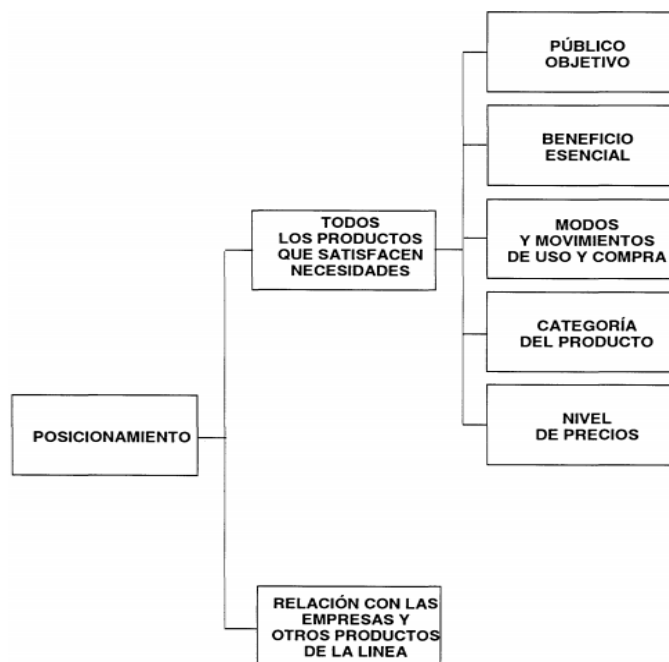 PÚBLICO
OBJETIVO
BENEFICIO
ESENCIAL
TODOS
LOS PRODUCTOS
QUE SATISFACEN
NECESIDADES
MODOS
Y MOVIMIENTOS
DE USO Y COMPRA
CATEGORÍA
DEL PRODUCTO
NIVEL
DE PRECIOS
POSICIONAMIENTO
RELACIÓN CON LAS
EMPRESAS Y
OTROS PRODUCTOS
DE LA LINEA